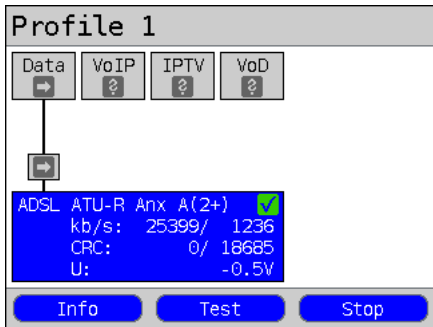 Profile 1
Data VoIP IPTV VoD
ADSL ATU-R Anx A(2+)
kb/s: 25399/ 1236
CRC: 0/ 18685
U: -0.5V
Info Test Stop